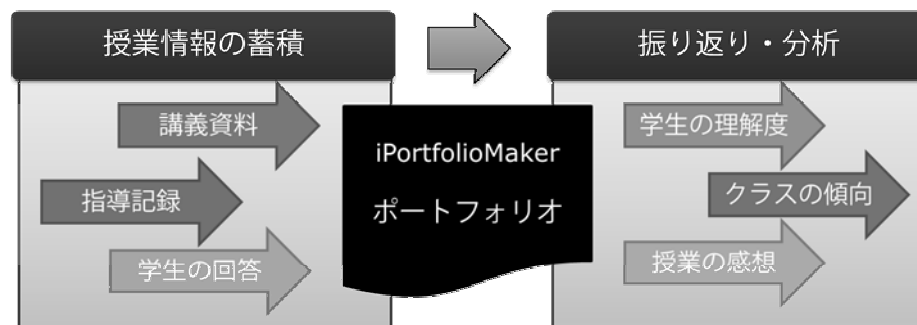 授業情報の蓄積
講義資料
指導記録
学生の回答
iPortfolioMaker
ポートフォリオ
振り返り・分析
学生の理解度
クラスの傾向
授業の感想